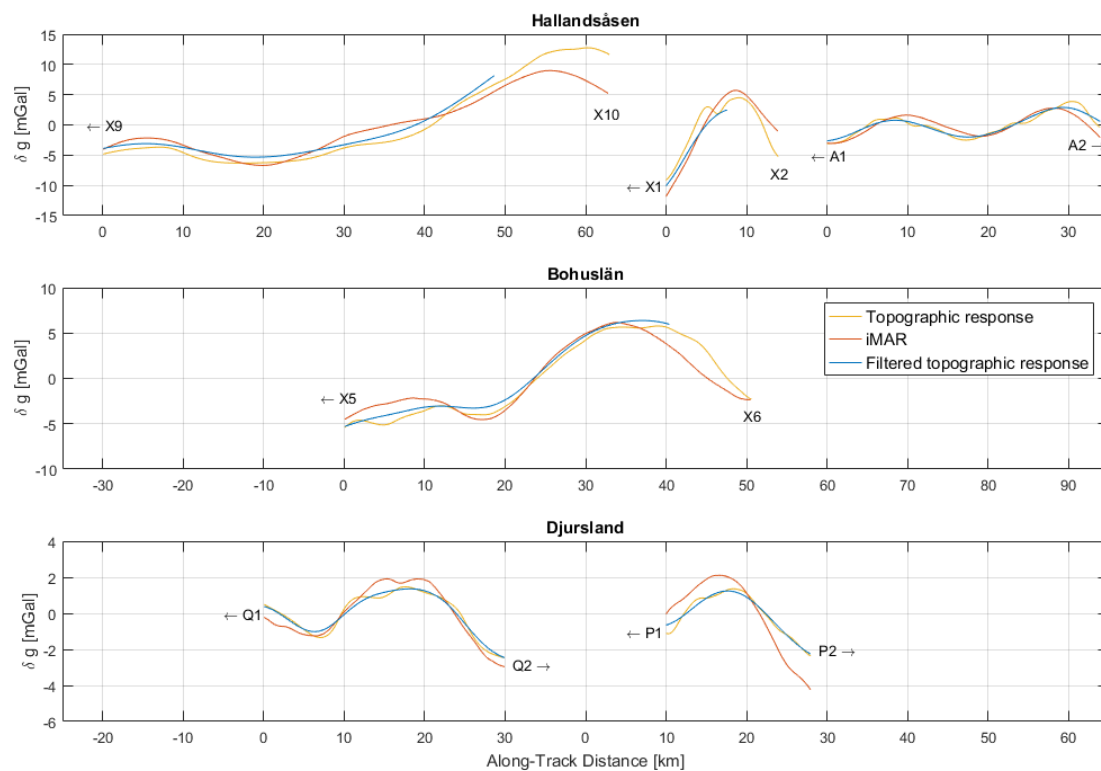 Hallandsåsen
15
10
5
0
-5
-10
-15
δ g [mGal]
← X9
X10
← X1
X2
← A1
A2 →
0 10 20 30 40 50 60 0 10 20 60 70 80 90
Bohuslän
10
5
0
-5
-10
δ g [mGal]
← X5
X6
Topographic response
iMAR
Filtered topographic response
-30 -20 -10 0 10 20 30 40 50 60 70 80 90
Djursland
4
2
0
-2
-4
-6
δ g [mGal]
← Q1
Q2 →
← P1
P2 →
-20 -10 0 10 20 30 0 10 20 30 40 50 60
Along-Track Distance [km]